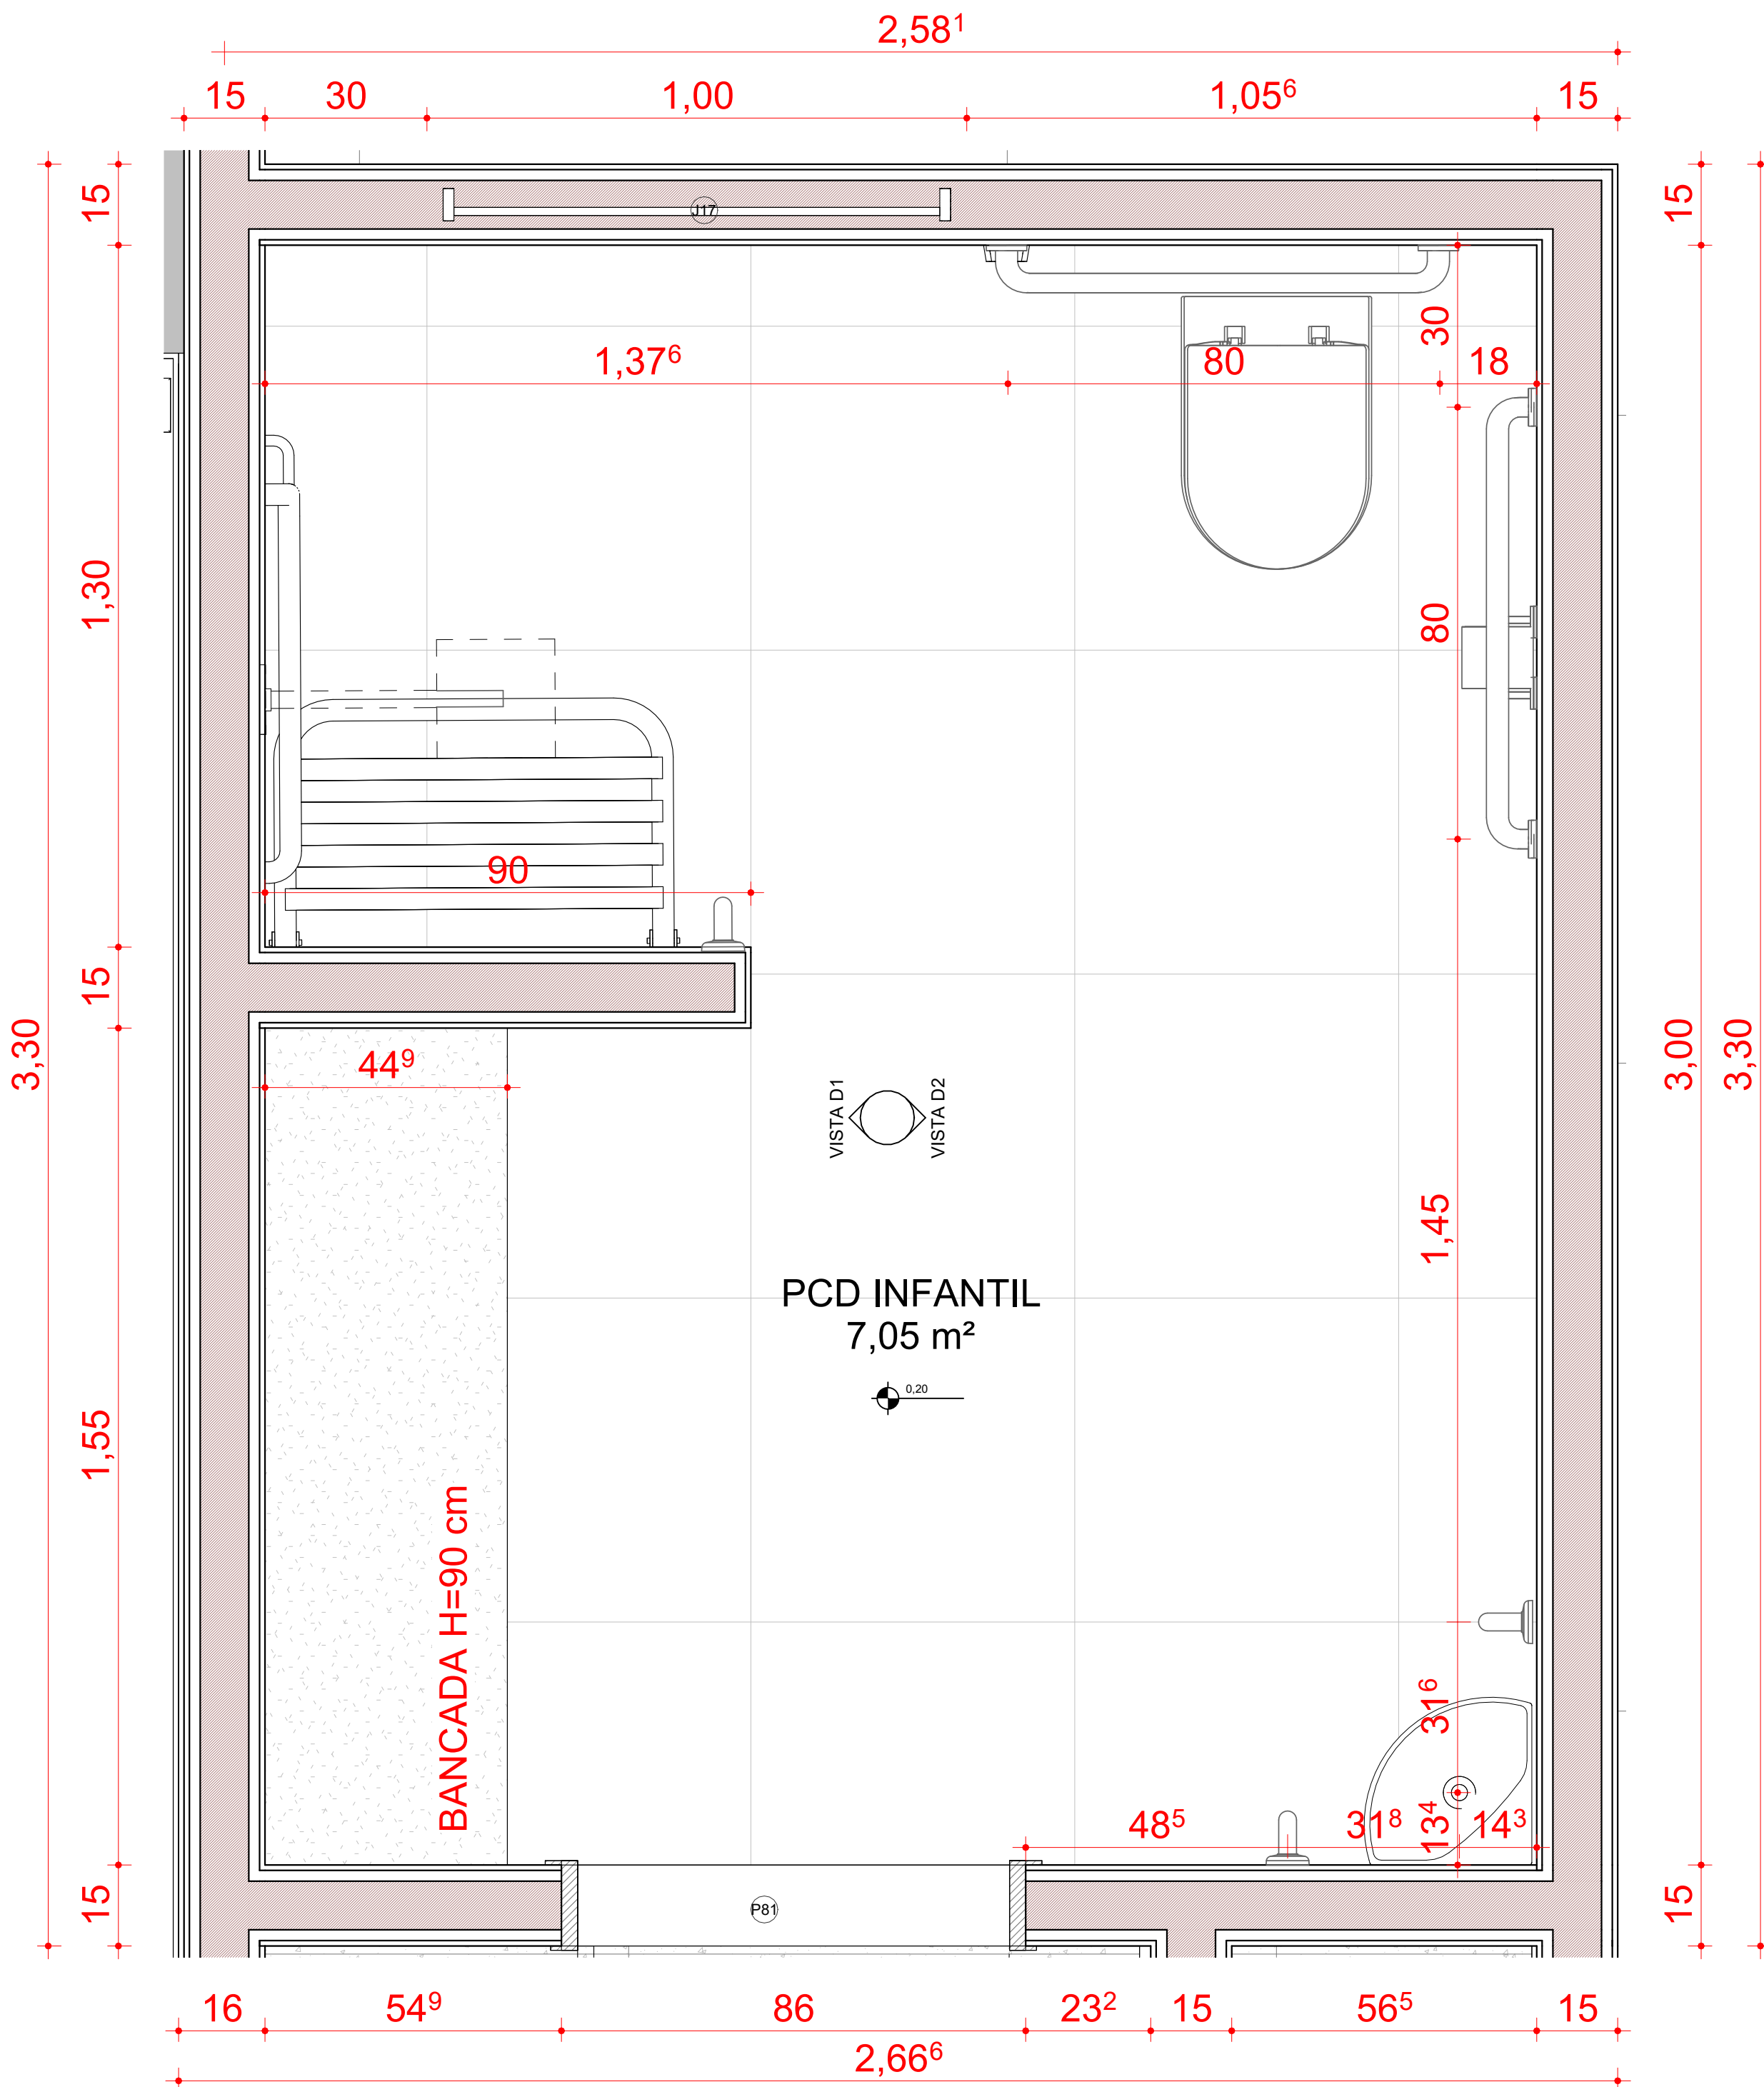 2,58¹
15 30 1,00 1,05⁶ 15
15
15
J17
30
1,37⁶ 80 18
1,30
80
90
15
3,30
3,00
3,30
44⁹
VISTA D1
VISTA D2
1,45
PCD INFANTIL
7,05 m²
0,20
1,55
BANCADA H=90 cm
31⁶
48⁵ 31⁸ 13⁴ 14³
15
P81
15
16 54⁹ 86 23² 15 56⁵ 15
2,66⁶